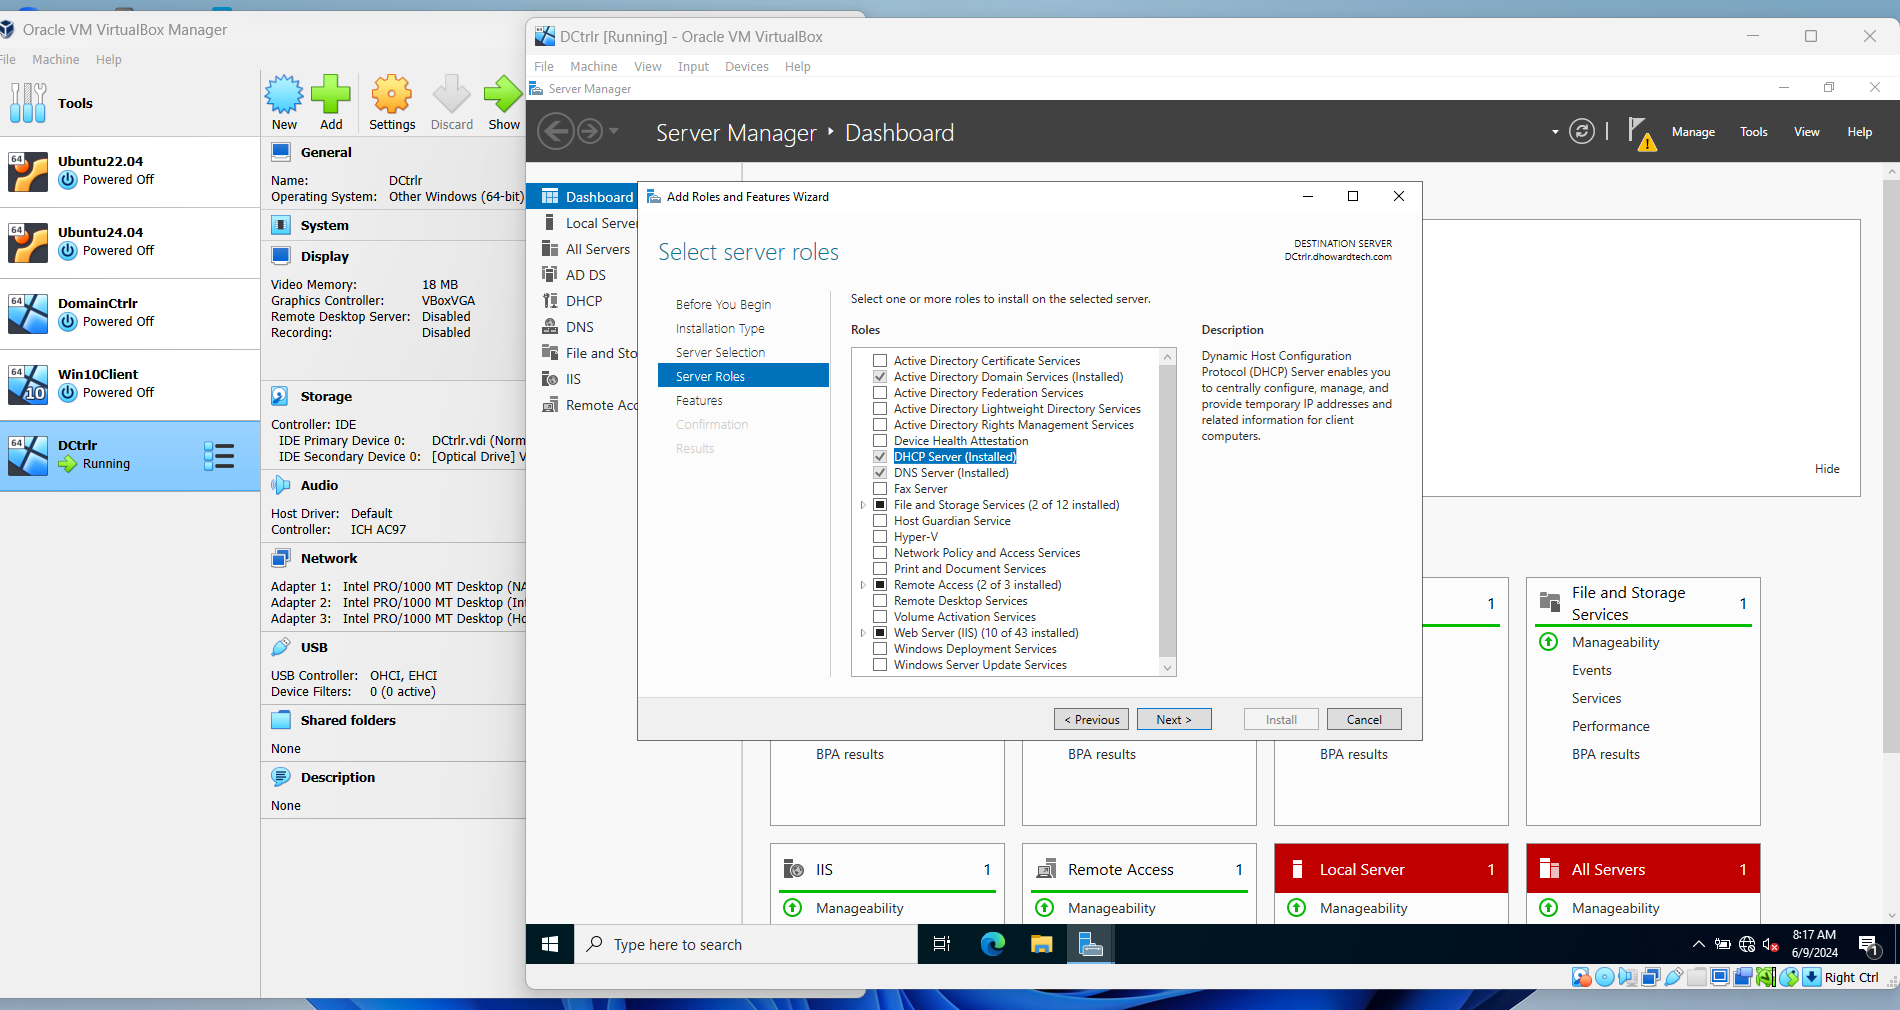 Oracle VM VirtualBox Manager
File Machine Help
Tools
New Add Settings Discard Show
64
Ubuntu22.04
Powered Off
64
Ubuntu24.04
Powered Off
64
DomainCtrlr
Powered Off
64
10
Win10Client
Powered Off
64
DCtrlr
Running
General
Name: DCtrlr
Operating System: Other Windows (64-bit)
System
Display
Video Memory: 18 MB
Graphics Controller: VBoxVGA
Remote Desktop Server: Disabled
Recording: Disabled
Storage
Controller: IDE
IDE Primary Device 0: DCtrlr.vdi (Norm
IDE Secondary Device 0: [Optical Drive] V
Audio
Host Driver: Default
Controller: ICH AC97
Network
Adapter 1: Intel PRO/1000 MT Desktop (NA
Adapter 2: Intel PRO/1000 MT Desktop (Int
Adapter 3: Intel PRO/1000 MT Desktop (Ho
USB
USB Controller: OHCI, EHCI
Device Filters: 0 (0 active)
Shared folders
None
Description
None
DCtrlr [Running] - Oracle VM VirtualBox
File Machine View Input Devices Help
Server Manager
Server Manager Dashboard
Manage Tools View Help
Dashboard
Local Server
All Servers
AD DS
DHCP
DNS
File and Sto
IIS
Remote Acc
Add Roles and Features Wizard
Select server roles
DESTINATION SERVER
DCtrlr.dhowardtech.com
Before You Begin
Installation Type
Server Selection
Server Roles
Features
Confirmation
Results
Select one or more roles to install on the selected server.
Roles
Active Directory Certificate Services
Active Directory Domain Services (Installed)
Active Directory Federation Services
Active Directory Lightweight Directory Services
Active Directory Rights Management Services
Device Health Attestation
DHCP Server (Installed)
DNS Server (Installed)
Fax Server
File and Storage Services (2 of 12 installed)
Host Guardian Service
Hyper-V
Network Policy and Access Services
Print and Document Services
Remote Access (2 of 3 installed)
Remote Desktop Services
Volume Activation Services
Web Server (IIS) (10 of 43 installed)
Windows Deployment Services
Windows Server Update Services
Description
Dynamic Host Configuration
Protocol (DHCP) Server enables you
to centrally configure, manage, and
provide temporary IP addresses and
related information for client
computers.
< Previous Next > Install Cancel
Hide
1
File and Storage
Services
1
Manageability
Events
Services
Performance
BPA results
BPA results
BPA results
BPA results
IIS 1
Manageability
Remote Access 1
Manageability
Local Server 1
Manageability
All Servers 1
Manageability
Type here to search
8:17 AM
6/9/2024
1
Right Ctrl